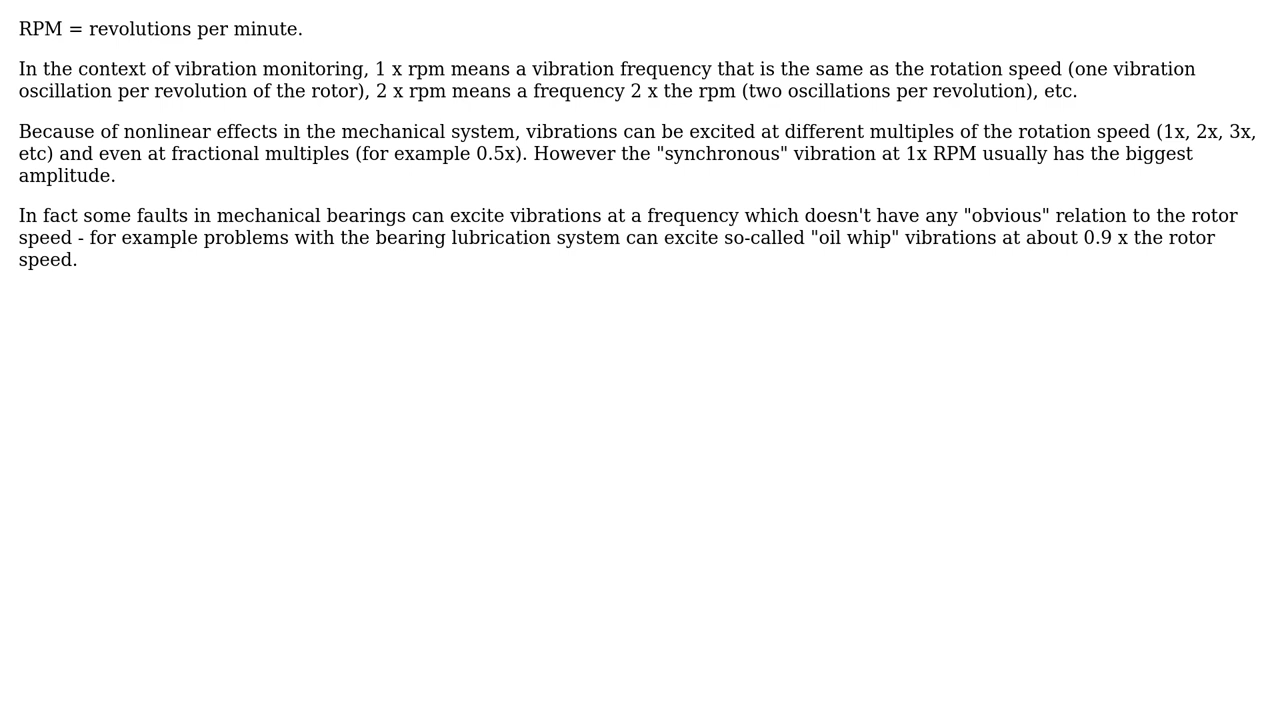 RPM = revolutions per minute.
In the context of vibration monitoring, 1 x rpm means a vibration frequency that is the same as the rotation speed (one vibration
oscillation per revolution of the rotor), 2 x rpm means a frequency 2 x the rpm (two oscillations per revolution), etc.
Because of nonlinear effects in the mechanical system, vibrations can be excited at different multiples of the rotation speed (1x, 2x, 3x,
etc) and even at fractional multiples (for example 0.5x). However the "synchronous" vibration at 1x RPM usually has the biggest
amplitude.
In fact some faults in mechanical bearings can excite vibrations at a frequency which doesn't have any "obvious" relation to the rotor
speed - for example problems with the bearing lubrication system can excite so-called "oil whip" vibrations at about 0.9 x the rotor
speed.